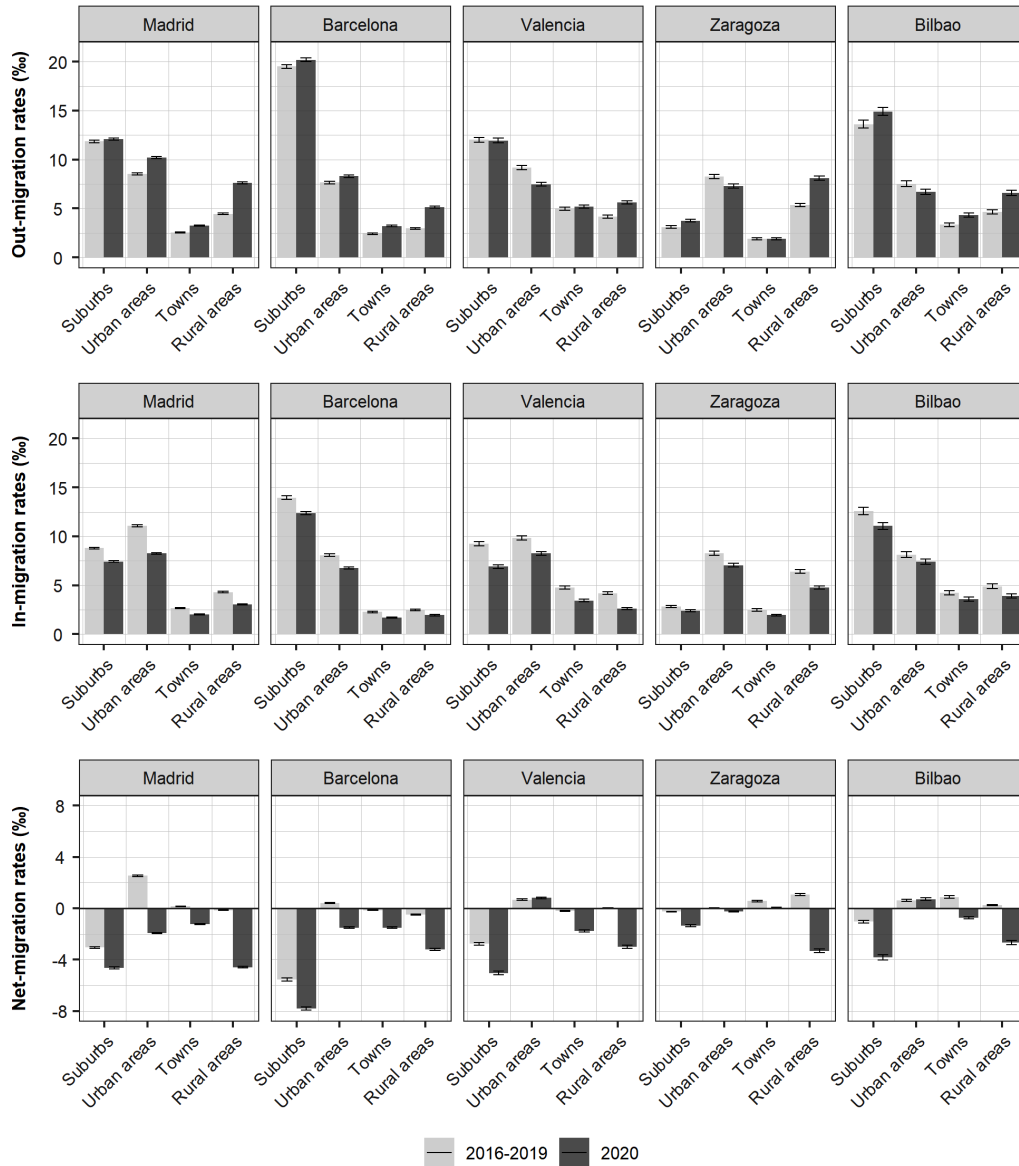 Madrid Barcelona Valencia Zaragoza Bilbao
Out-migration rates (‰)
20
15
10
5
0
Suburbs Urban areas Towns Rural areas Suburbs Urban areas Towns Rural areas Suburbs Urban areas Towns Rural areas Suburbs Urban areas Towns Rural areas Suburbs Urban areas Towns Rural areas
Madrid Barcelona Valencia Zaragoza Bilbao
In-migration rates (‰)
20
15
10
5
0
Suburbs Urban areas Towns Rural areas Suburbs Urban areas Towns Rural areas Suburbs Urban areas Towns Rural areas Suburbs Urban areas Towns Rural areas Suburbs Urban areas Towns Rural areas
Madrid Barcelona Valencia Zaragoza Bilbao
Net-migration rates (‰)
8
4
0
-4
-8
Suburbs Urban areas Towns Rural areas Suburbs Urban areas Towns Rural areas Suburbs Urban areas Towns Rural areas Suburbs Urban areas Towns Rural areas Suburbs Urban areas Towns Rural areas
2016-2019 2020